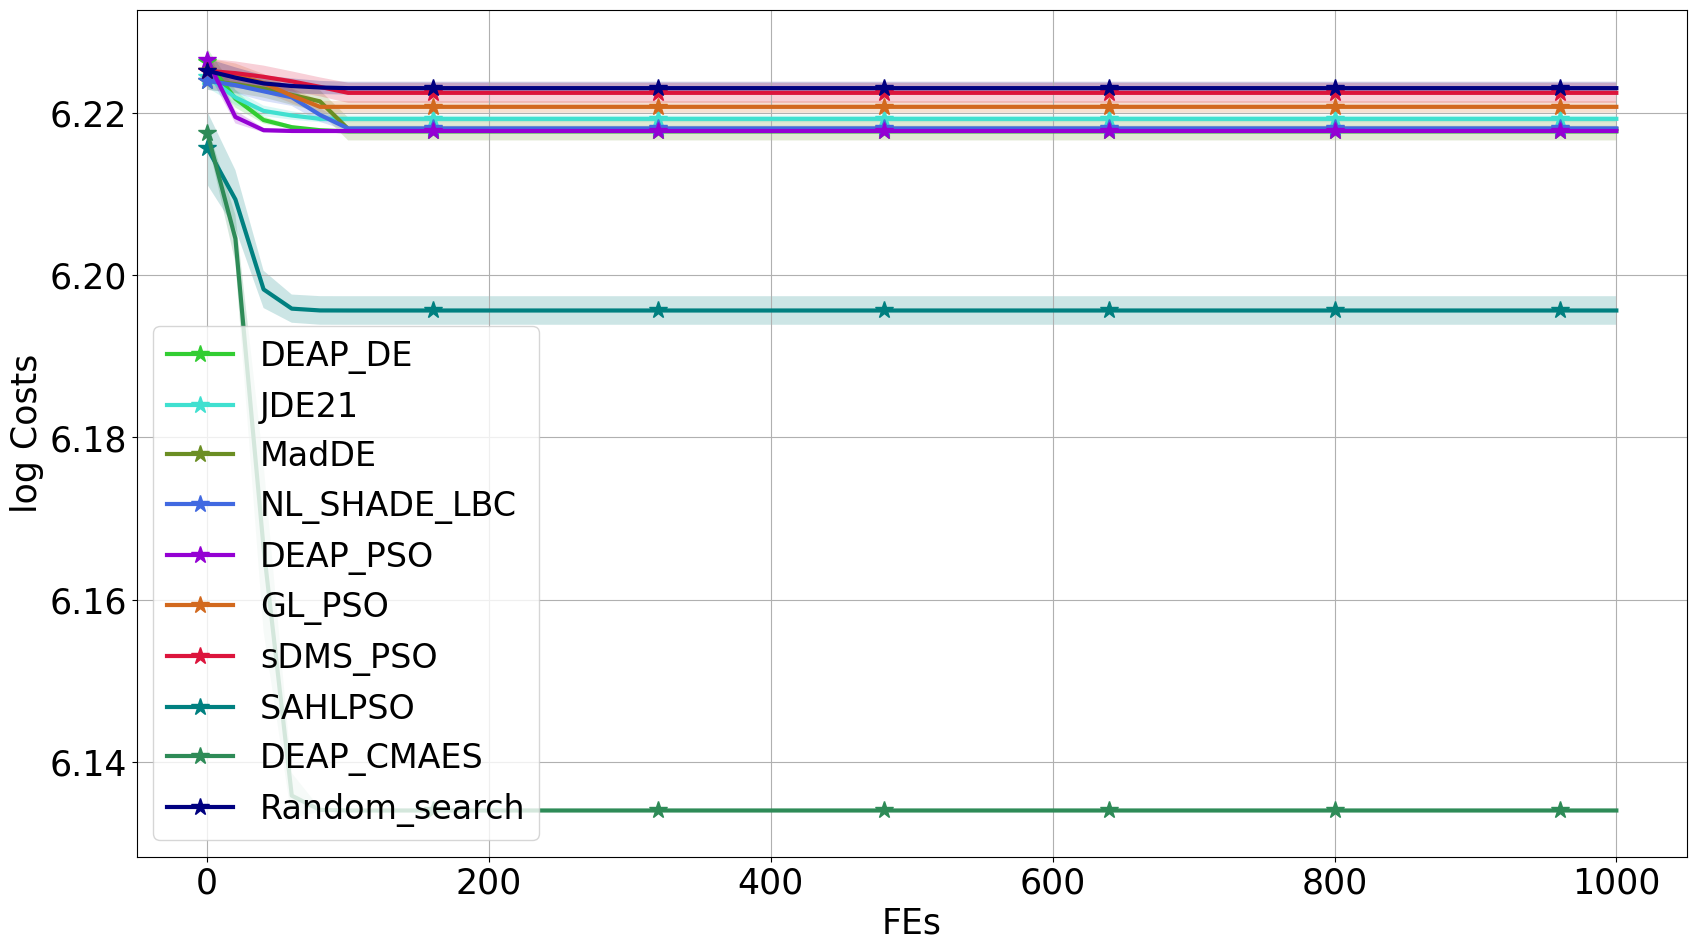 6.22
6.20
6.18
6.16
6.14
log Costs
DEAP_DE
JDE21
MadDE
NL_SHADE_LBC
DEAP_PSO
GL_PSO
sDMS_PSO
SAHLPSO
DEAP_CMAES
Random_search
0 200 400 600 800 1000
FEs